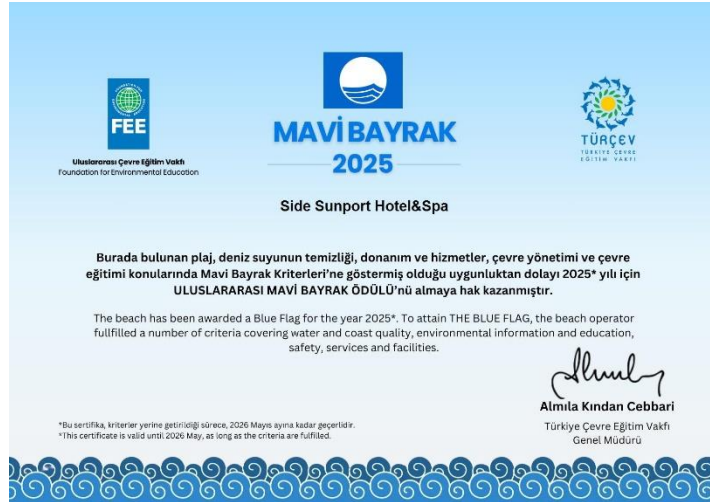 FEE
Uluslararası Çevre Eğitim Vakfı
Foundation for Environmental Education
MAVİ BAYRAK
2025
TÜRÇEV
TÜRKİYE ÇEVRE
EĞİTİM VAKFI
Side Sunport Hotel&Spa
Burada bulunan plaj, deniz suyunun temizliği, donanım ve hizmetler, çevre yönetimi ve çevre
eğitimi konularında Mavi Bayrak Kriterleri’ne göstermiş olduğu uygunluktan dolayı 2025* yılı için
ULUSLARARASI MAVİ BAYRAK ÖDÜLÜ’nü almaya hak kazanmıştır.
The beach has been awarded a Blue Flag for the year 2025*. To attain THE BLUE FLAG, the beach operator
fullfilled a number of criteria covering water and coast quality, environmental information and education,
safety, services and facilities.
Almıla Kından Cebbari
Türkiye Çevre Eğitim Vakfı
Genel Müdürü
*Bu sertifika, kriterler yerine getirildiği sürece, 2026 Mayıs ayına kadar geçerlidir.
*This certificate is valid until 2026 May, as long as the criteria are fulfilled.